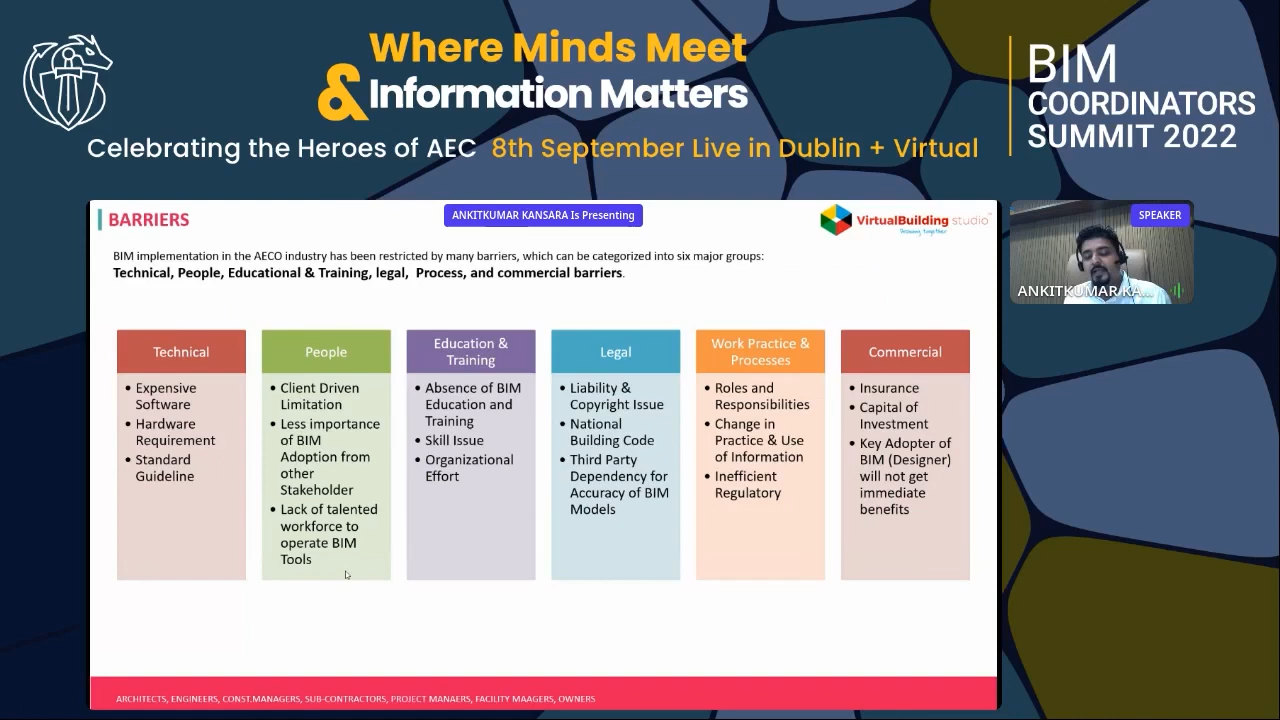 Where Minds Meet
& Information Matters
Celebrating the Heroes of AEC 8th September Live in Dublin + Virtual
BIM
COORDINATORS
SUMMIT 2022
BARRIERS
ANKITKUMAR KANSARA Is Presenting
VirtualBuilding studio
BIM implementation in the AECO industry has been restricted by many barriers, which can be categorized into six major groups:
Technical, People, Educational & Training, legal, Process, and commercial barriers.
Technical
• Expensive
Software
• Hardware
Requirement
• Standard
Guideline
People
• Client Driven
Limitation
• Less importance
of BIM
Adoption from
other
Stakeholder
• Lack of talented
workforce to
operate BIM
Tools
Education &
Training
• Absence of BIM
Education and
Training
• Skill Issue
• Organizational
Effort
Legal
• Liability &
Copyright Issue
• National
Building Code
• Third Party
Dependency for
Accuracy of BIM
Models
Work Practice &
Processes
• Roles and
Responsibilities
• Change in
Practice & Use
of Information
• Inefficient
Regulatory
Commercial
• Insurance
• Capital of
Investment
• Key Adopter of
BIM (Designer)
will not get
immediate
benefits
ARCHITECTS, ENGINEERS, CONST.MANAGERS, SUB-CONTRACTORS, PROJECT MANAERS, FACILITY MAAGERS, OWNERS
SPEAKER
ANKITKUMAR KA...